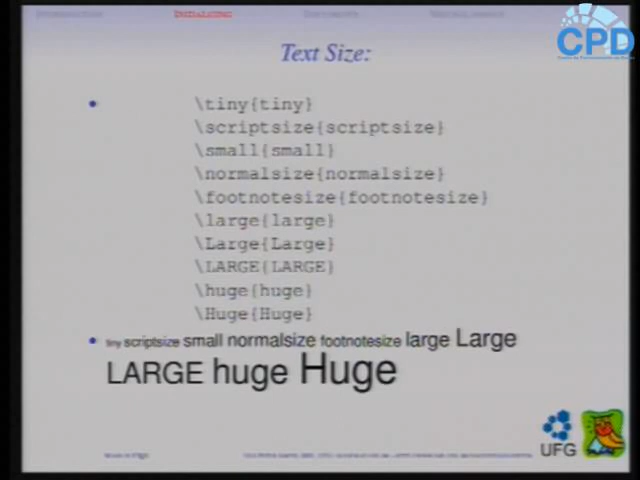 INITIALIZING
CPD
Text Size:
\tiny{tiny}
\scriptsize{scriptsize}
\small{small}
\normalsize{normalsize}
\footnotesize{footnotesize}
\large{large}
\Large{Large}
\LARGE{LARGE}
\huge{huge}
\Huge{Huge}
tiny scriptsize small normalsize footnotesize large Large
LARGE huge Huge
UFG